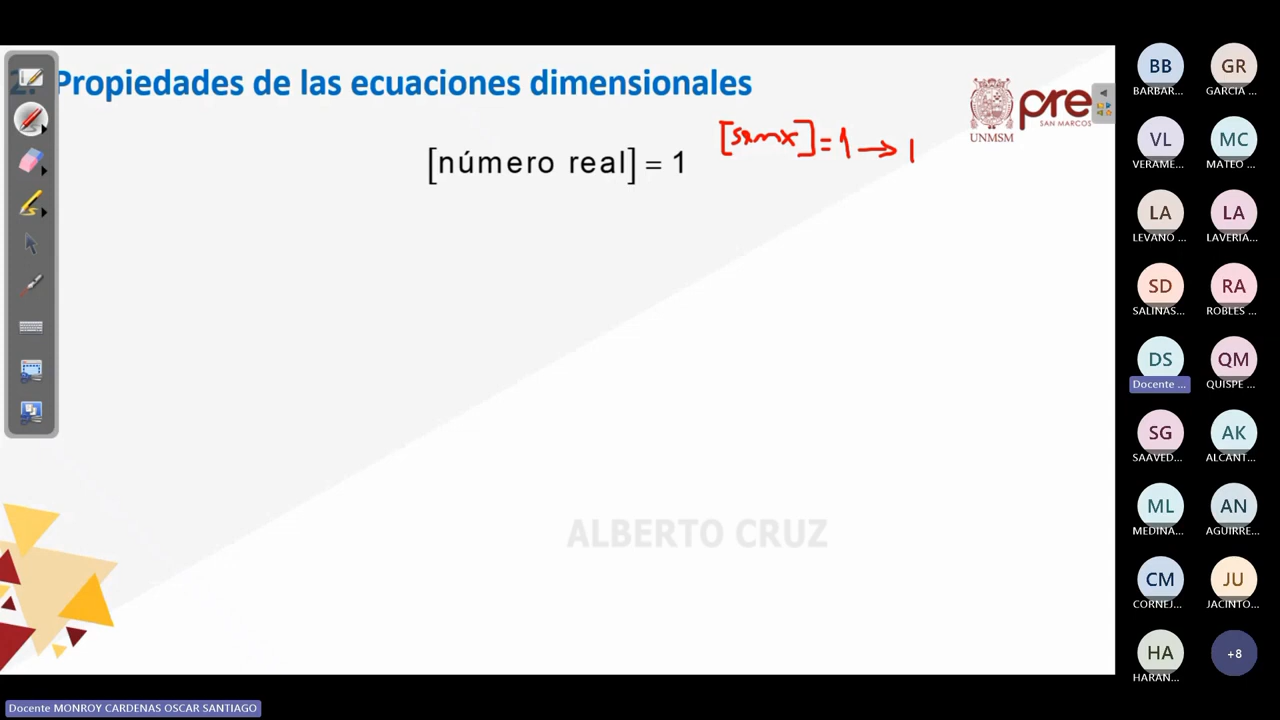 2. Propiedades de las ecuaciones dimensionales
pre
SAN MARCOS
UNMSM
[número real] = 1
[senx] = 1 → 1
ALBERTO CRUZ
BB GR
BARBAR... GARCIA ...
VL MC
VERAME... MATEO ...
LA LA
LEVANO ... LAVERIA...
SD RA
SALINAS... ROBLES ...
DS QM
Docente ... QUISPE ...
SG AK
SAAVED... ALCANT...
ML AN
MEDINA... AGUIRRE...
CM JU
CORNEJ... JACINTO...
HA +8
HARAN...
Docente MONROY CARDENAS OSCAR SANTIAGO